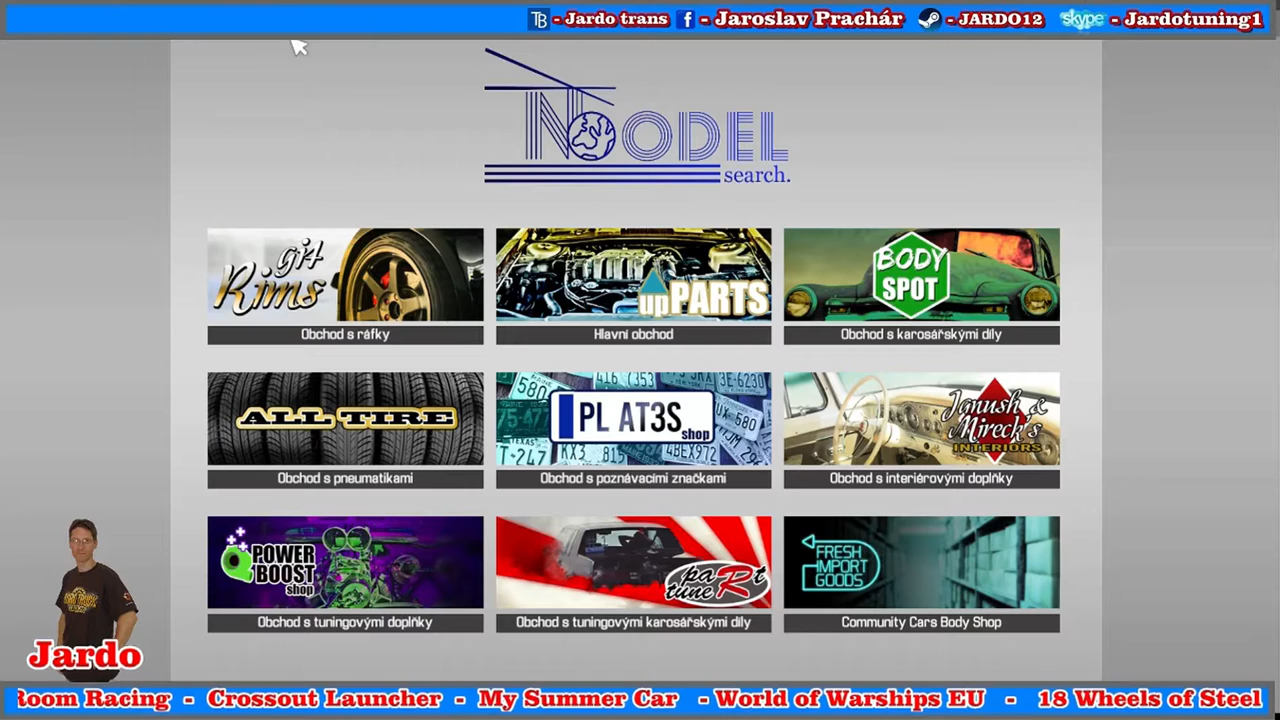 TB - Jardo trans f - Jaroslav Prachár - JARDO12 skype - Jardotuning1
NOODEL
search.
gi4
Rims
upPARTS
BODY
SPOT
Obchod s ráfky
Hlavní obchod
Obchod s karosářskými díly
ALL TIRE
PL AT3S
shop
Janush &
Mireck's
INTERIORS
Obchod s pneumatikami
Obchod s poznávacími značkami
Obchod s interiérovými doplňky
POWER
BOOST
shop
paRt
tune
FRESH
IMPORT
GOODS
Obchod s tuningovými doplňky
Obchod s tuningovými karosářskými díly
Community Cars Body Shop
Jardo
Room Racing - Crossout Launcher - My Summer Car - World of Warships EU - 18 Wheels of Steel